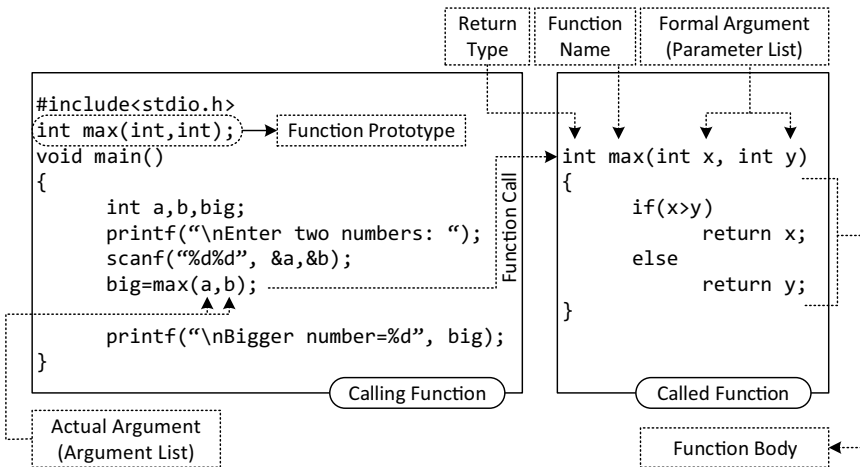 Return
Type
Function
Name
Formal Argument
(Parameter List)
#include<stdio.h>
int max(int,int);
Function Prototype
void main()
{
int a,b,big;
printf(“\nEnter two numbers: “);
scanf(“%d%d”, &a,&b);
big=max(a,b);
printf(“\nBigger number=%d”, big);
}
Calling Function
Function Call
int max(int x, int y)
{
if(x>y)
return x;
else
return y;
}
Called Function
Actual Argument
(Argument List)
Function Body